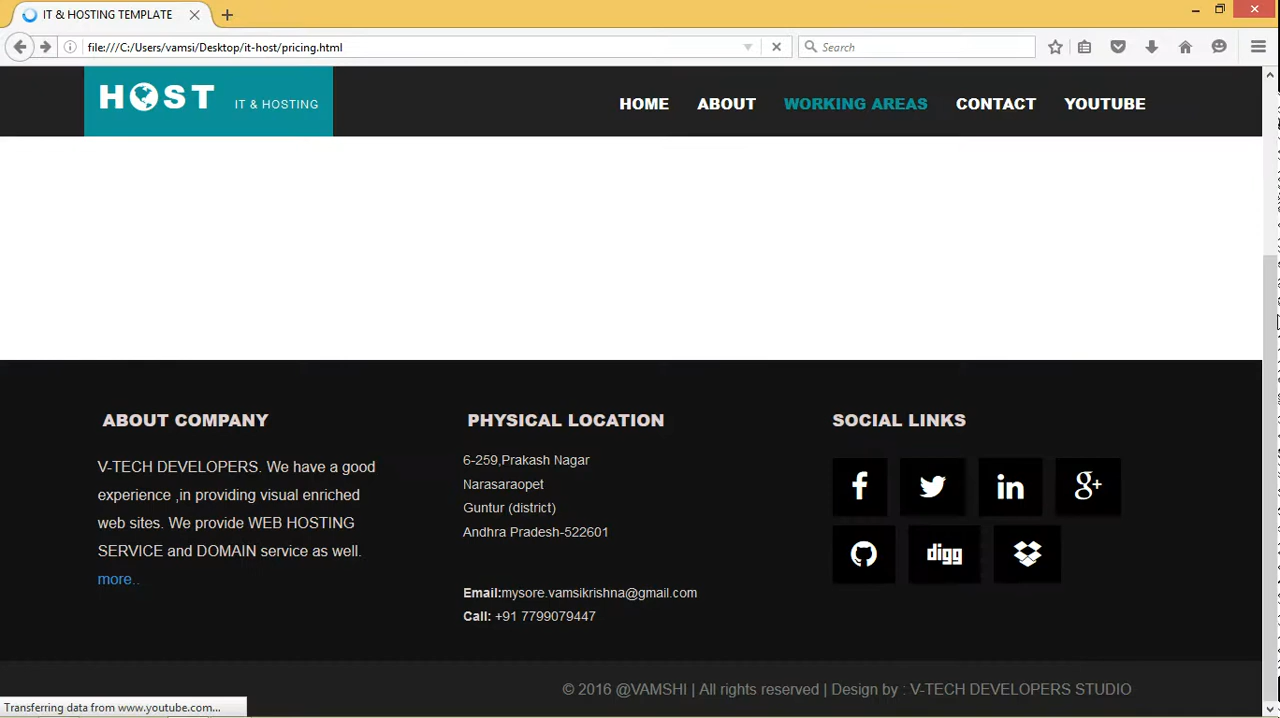 IT & HOSTING TEMPLATE
file:///C:/Users/vamsi/Desktop/it-host/pricing.html
Search
HOST IT & HOSTING
HOME ABOUT WORKING AREAS CONTACT YOUTUBE
ABOUT COMPANY
V-TECH DEVELOPERS. We have a good
experience ,in providing visual enriched
web sites. We provide WEB HOSTING
SERVICE and DOMAIN service as well.
more..
PHYSICAL LOCATION
6-259,Prakash Nagar
Narasaraopet
Guntur (district)
Andhra Pradesh-522601
Email:mysore.vamsikrishna@gmail.com
Call: +91 7799079447
SOCIAL LINKS
f in g+
digg
© 2016 @VAMSHI | All rights reserved | Design by : V-TECH DEVELOPERS STUDIO
Transferring data from www.youtube.com...